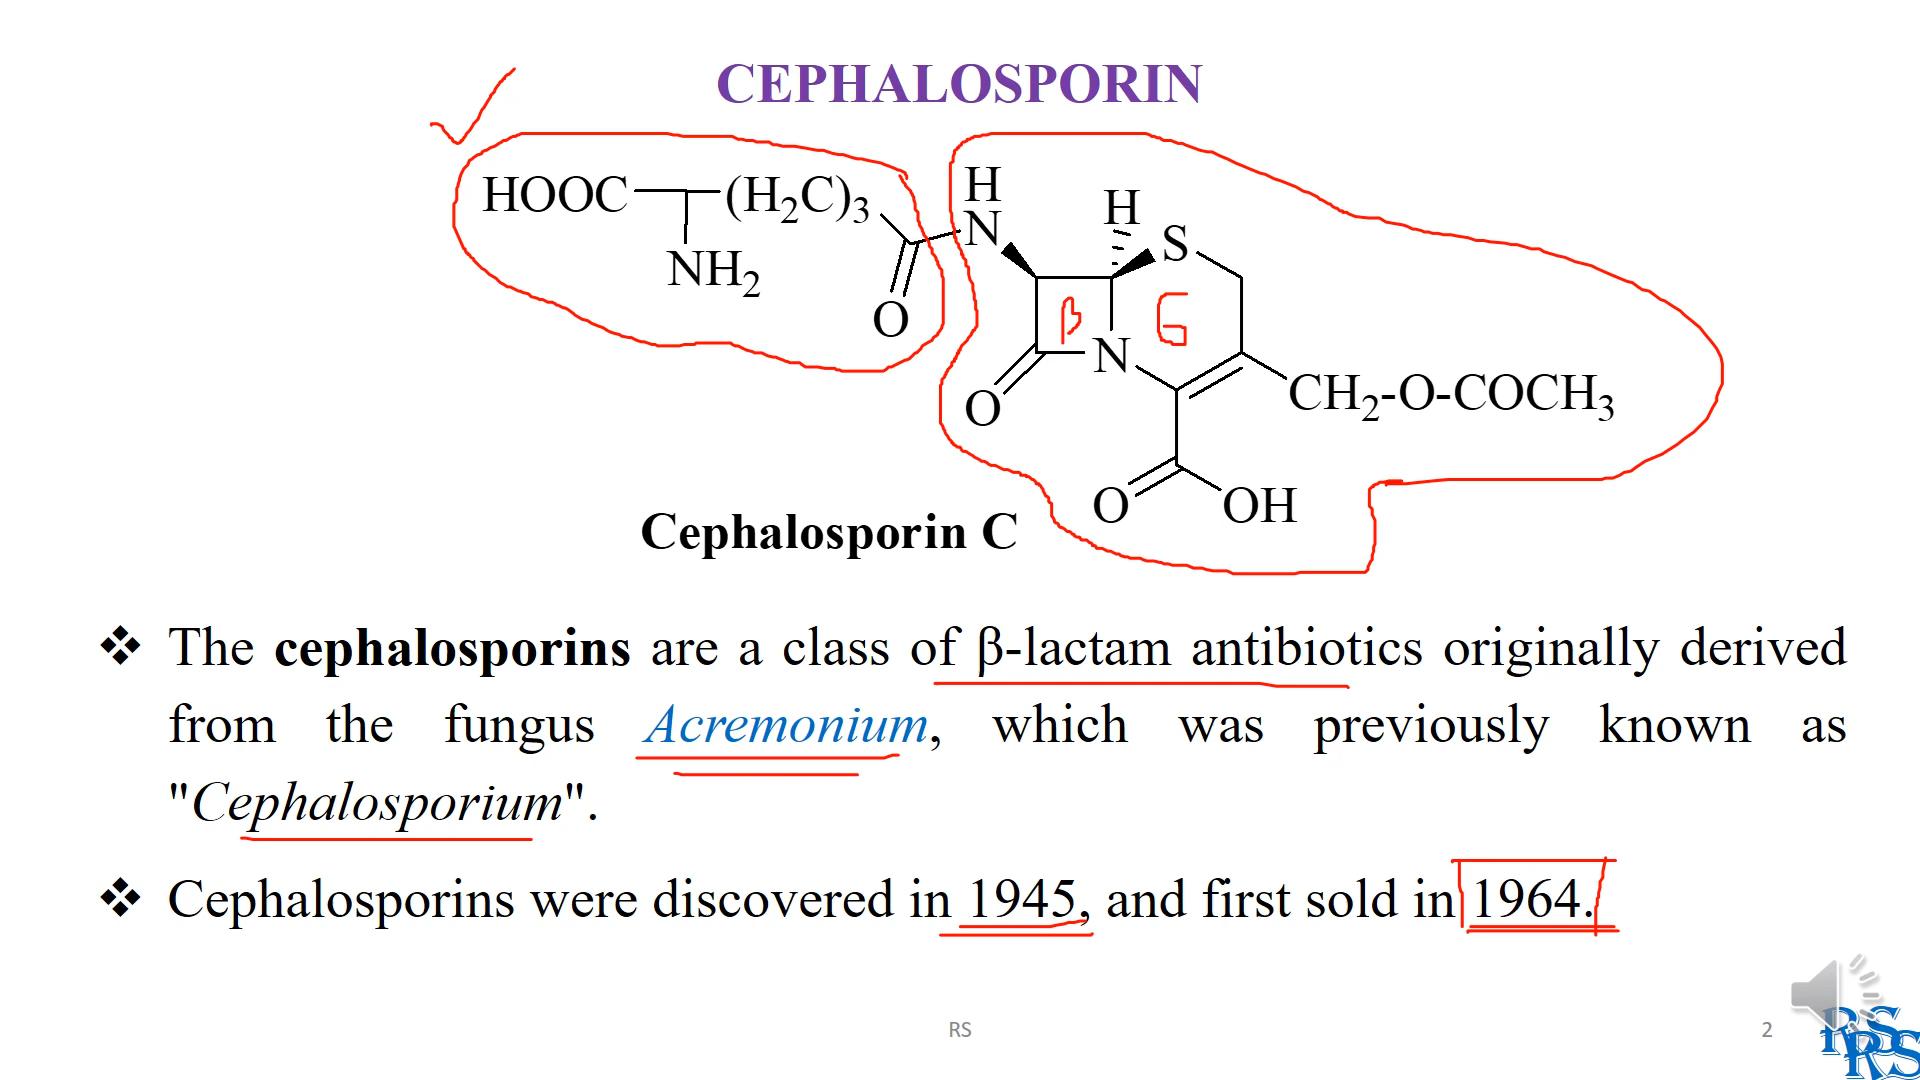 CEPHALOSPORIN
HOOC (H₂C)₃ H N H S
NH₂
O
β 6
N
O CH₂-O-COCH₃
O OH
Cephalosporin C
❖ The cephalosporins are a class of β-lactam antibiotics originally derived
from the fungus Acremonium, which was previously known as
"Cephalosporium".
❖ Cephalosporins were discovered in 1945, and first sold in 1964.
RS
2
RS
RS